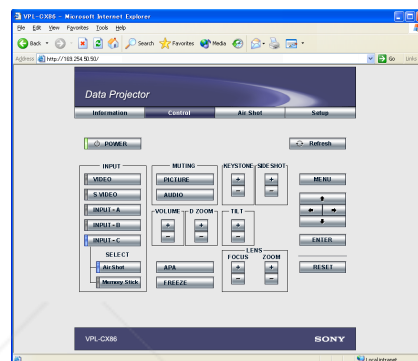 VPL-CX86 - Microsoft Internet Explorer
File Edit View Favorites Tools Help
Back Search Favorites Media
Address http://169.254.50.50/ Go Links
Data Projector
Information Control Air Shot Setup
POWER Refresh
INPUT MUTING KEYSTONE SIDE SHOT
VIDEO PICTURE + + MENU
S VIDEO AUDIO - -
INPUT - A VOLUME D ZOOM TILT
INPUT - B + + +
INPUT - C - - - ENTER
SELECT LENS
FOCUS ZOOM
Air Shot APA + + RESET
Memory Stick FREEZE - -
VPL-CX86 SONY
Local intranet